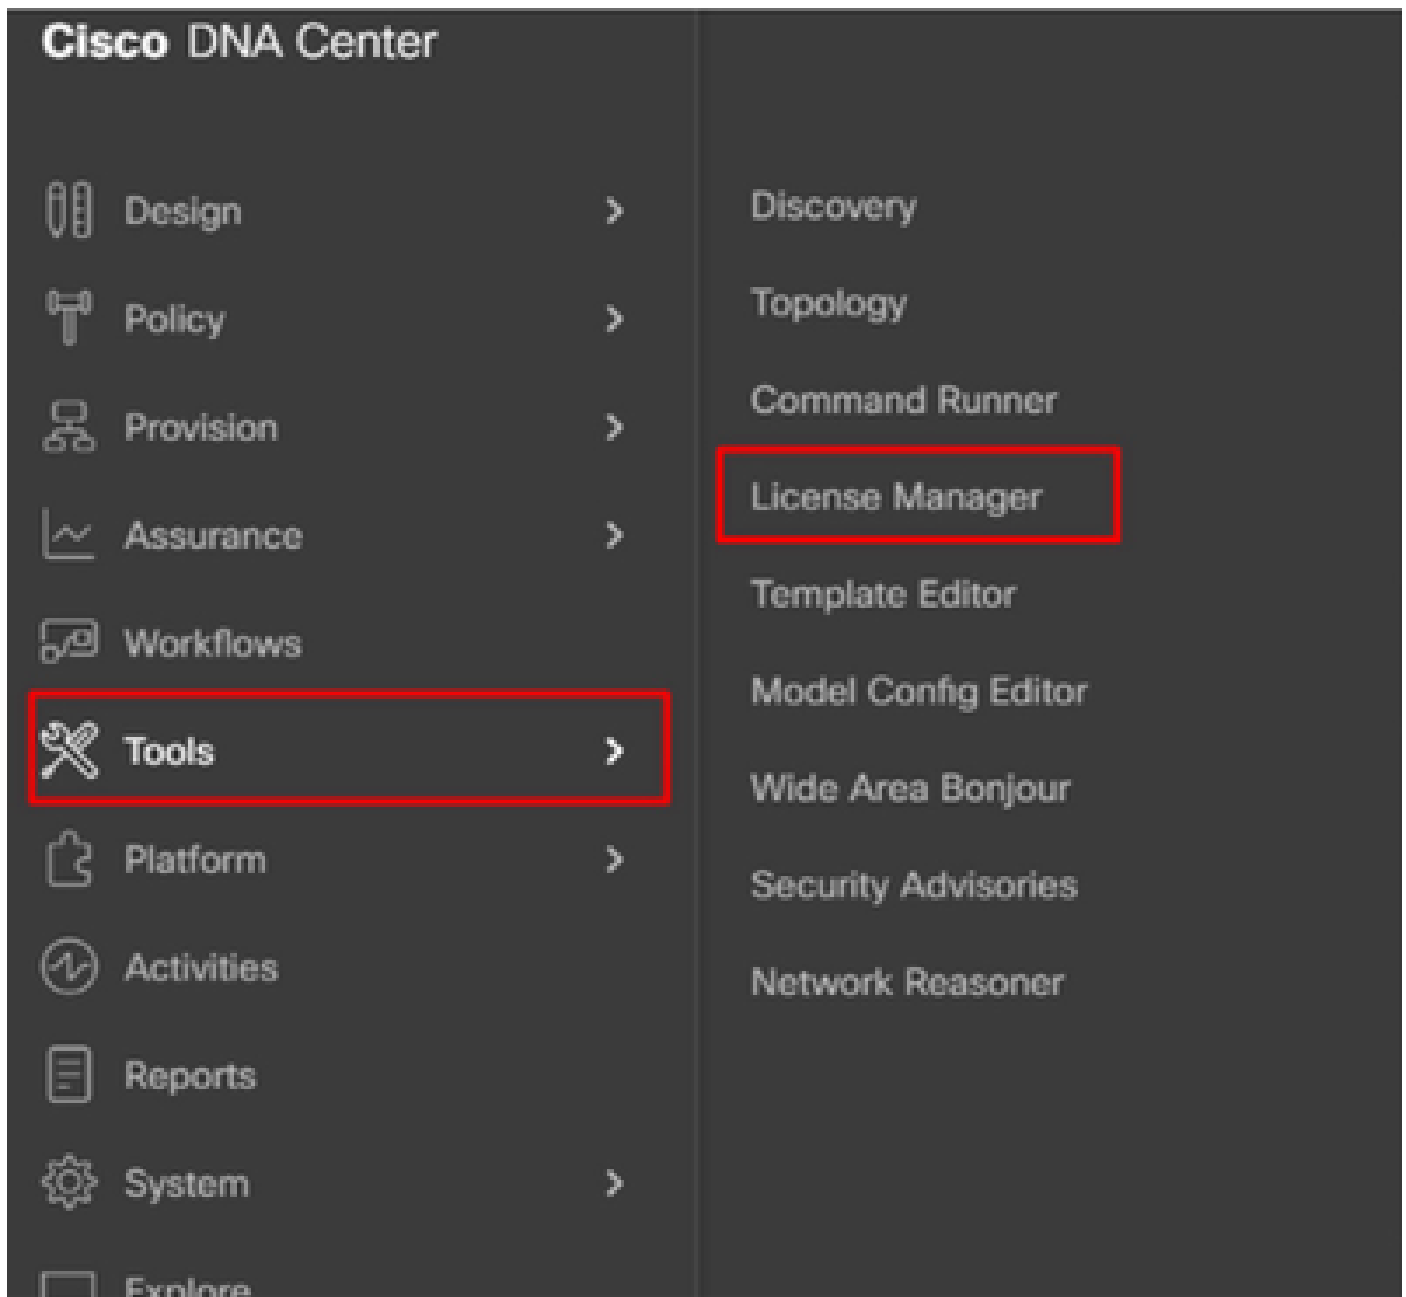 Cisco DNA Center
Design
Policy
Provision
Assurance
Workflows
Tools
Platform
Activities
Reports
System
Explore
Discovery
Topology
Command Runner
License Manager
Template Editor
Model Config Editor
Wide Area Bonjour
Security Advisories
Network Reasoner